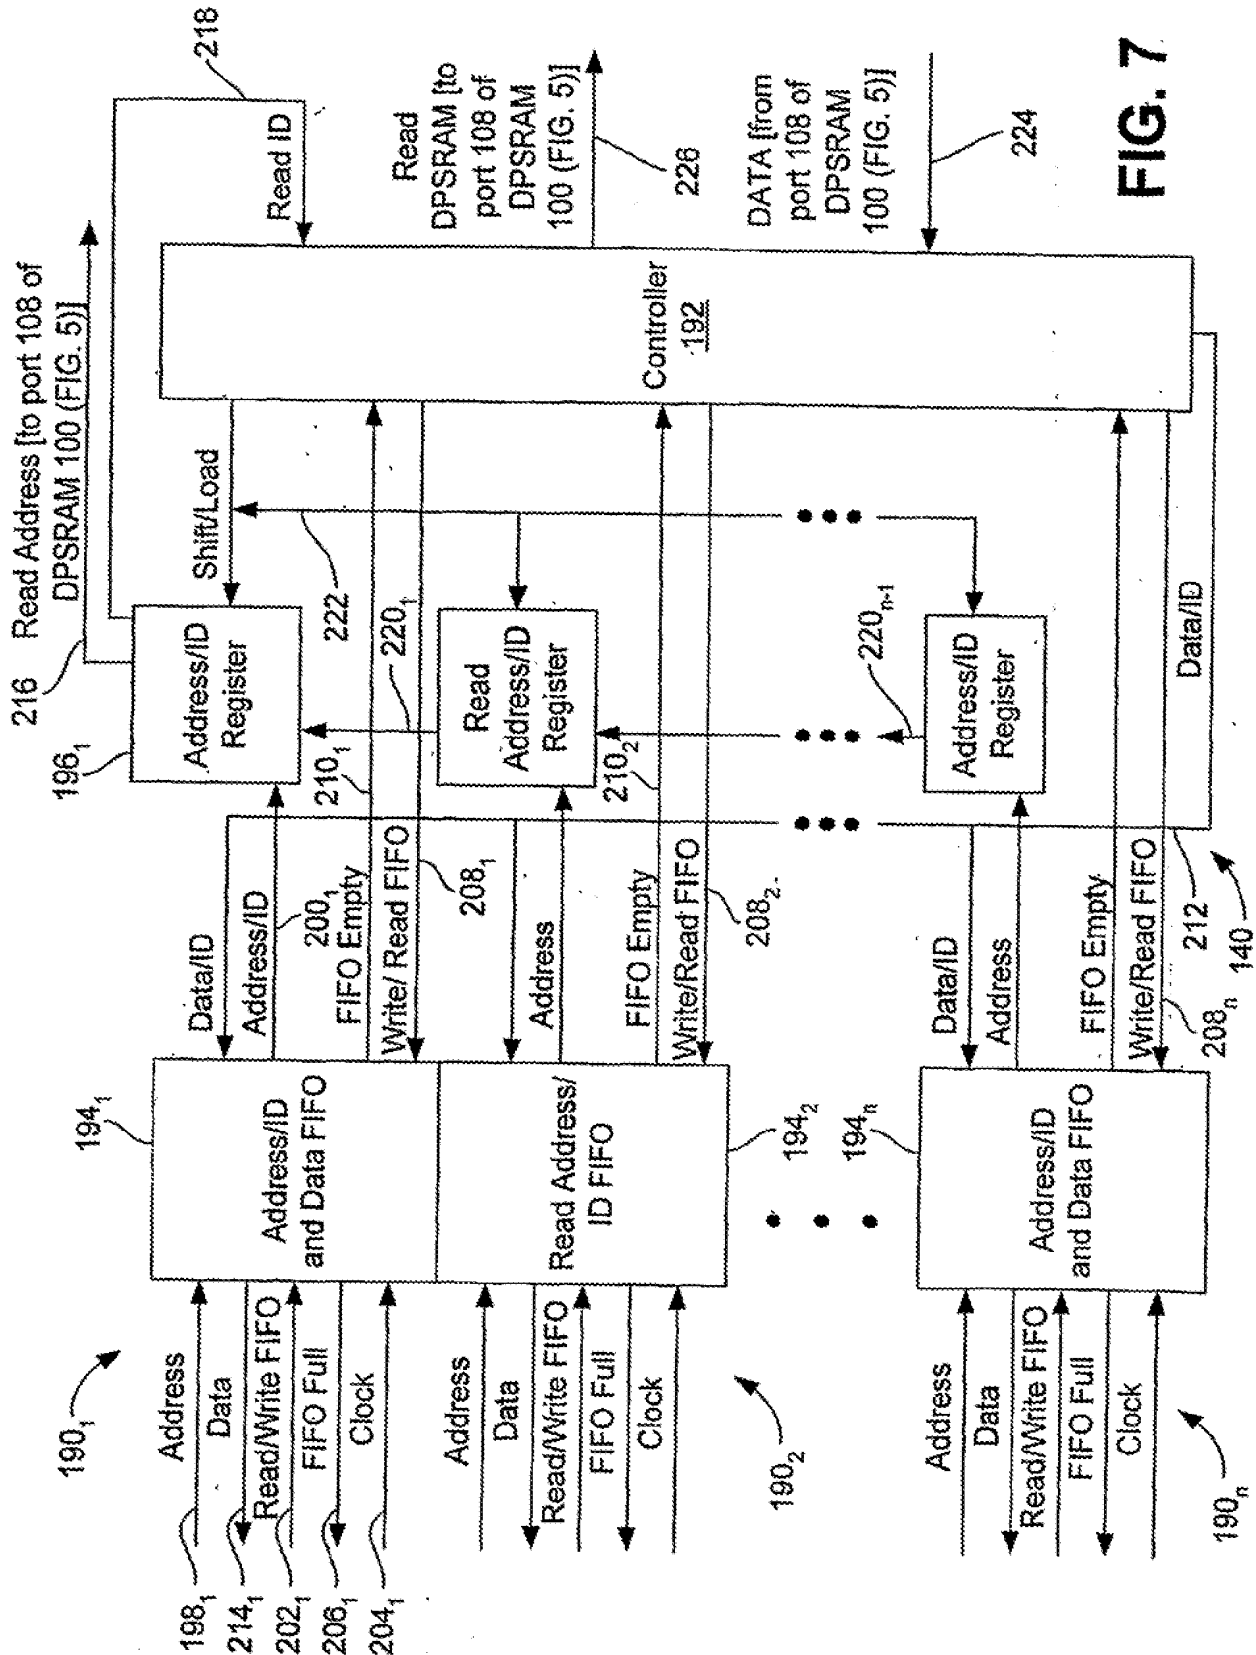 216
Read Address [to port 108 of
DPSRAM 100 (FIG. 5)]
218
Read ID
190₁
194₁
196₁
198₁
Address
214₁
Data
202₁
Read/Write FIFO
206₁
FIFO Full
204₁
Clock
Address/ID
and Data FIFO
Data/ID
Address/ID
200₁
FIFO Empty
210₁
Write/ Read FIFO
208₁
Address/ID
Register
Shift/Load
222
220₁
Read
DPSRAM [to
port 108 of
DPSRAM
100 (FIG. 5)]
226
Controller
192
DATA [from
port 108 of
DPSRAM
100 (FIG. 5)]
224
Address
Data
Read/Write FIFO
FIFO Full
Clock
190₂
Read Address/
ID FIFO
194₂
Address
FIFO Empty
210₂
Write/Read FIFO
208₂
Read
Address/ID
Register
220ₙ₋₁
Address
Data
Read/Write FIFO
FIFO Full
Clock
190ₙ
194ₙ
Address/ID
and Data FIFO
Data/ID
Address
FIFO Empty
Write/Read FIFO
208ₙ
Address/ID
Register
Data/ID
212
140
FIG. 7